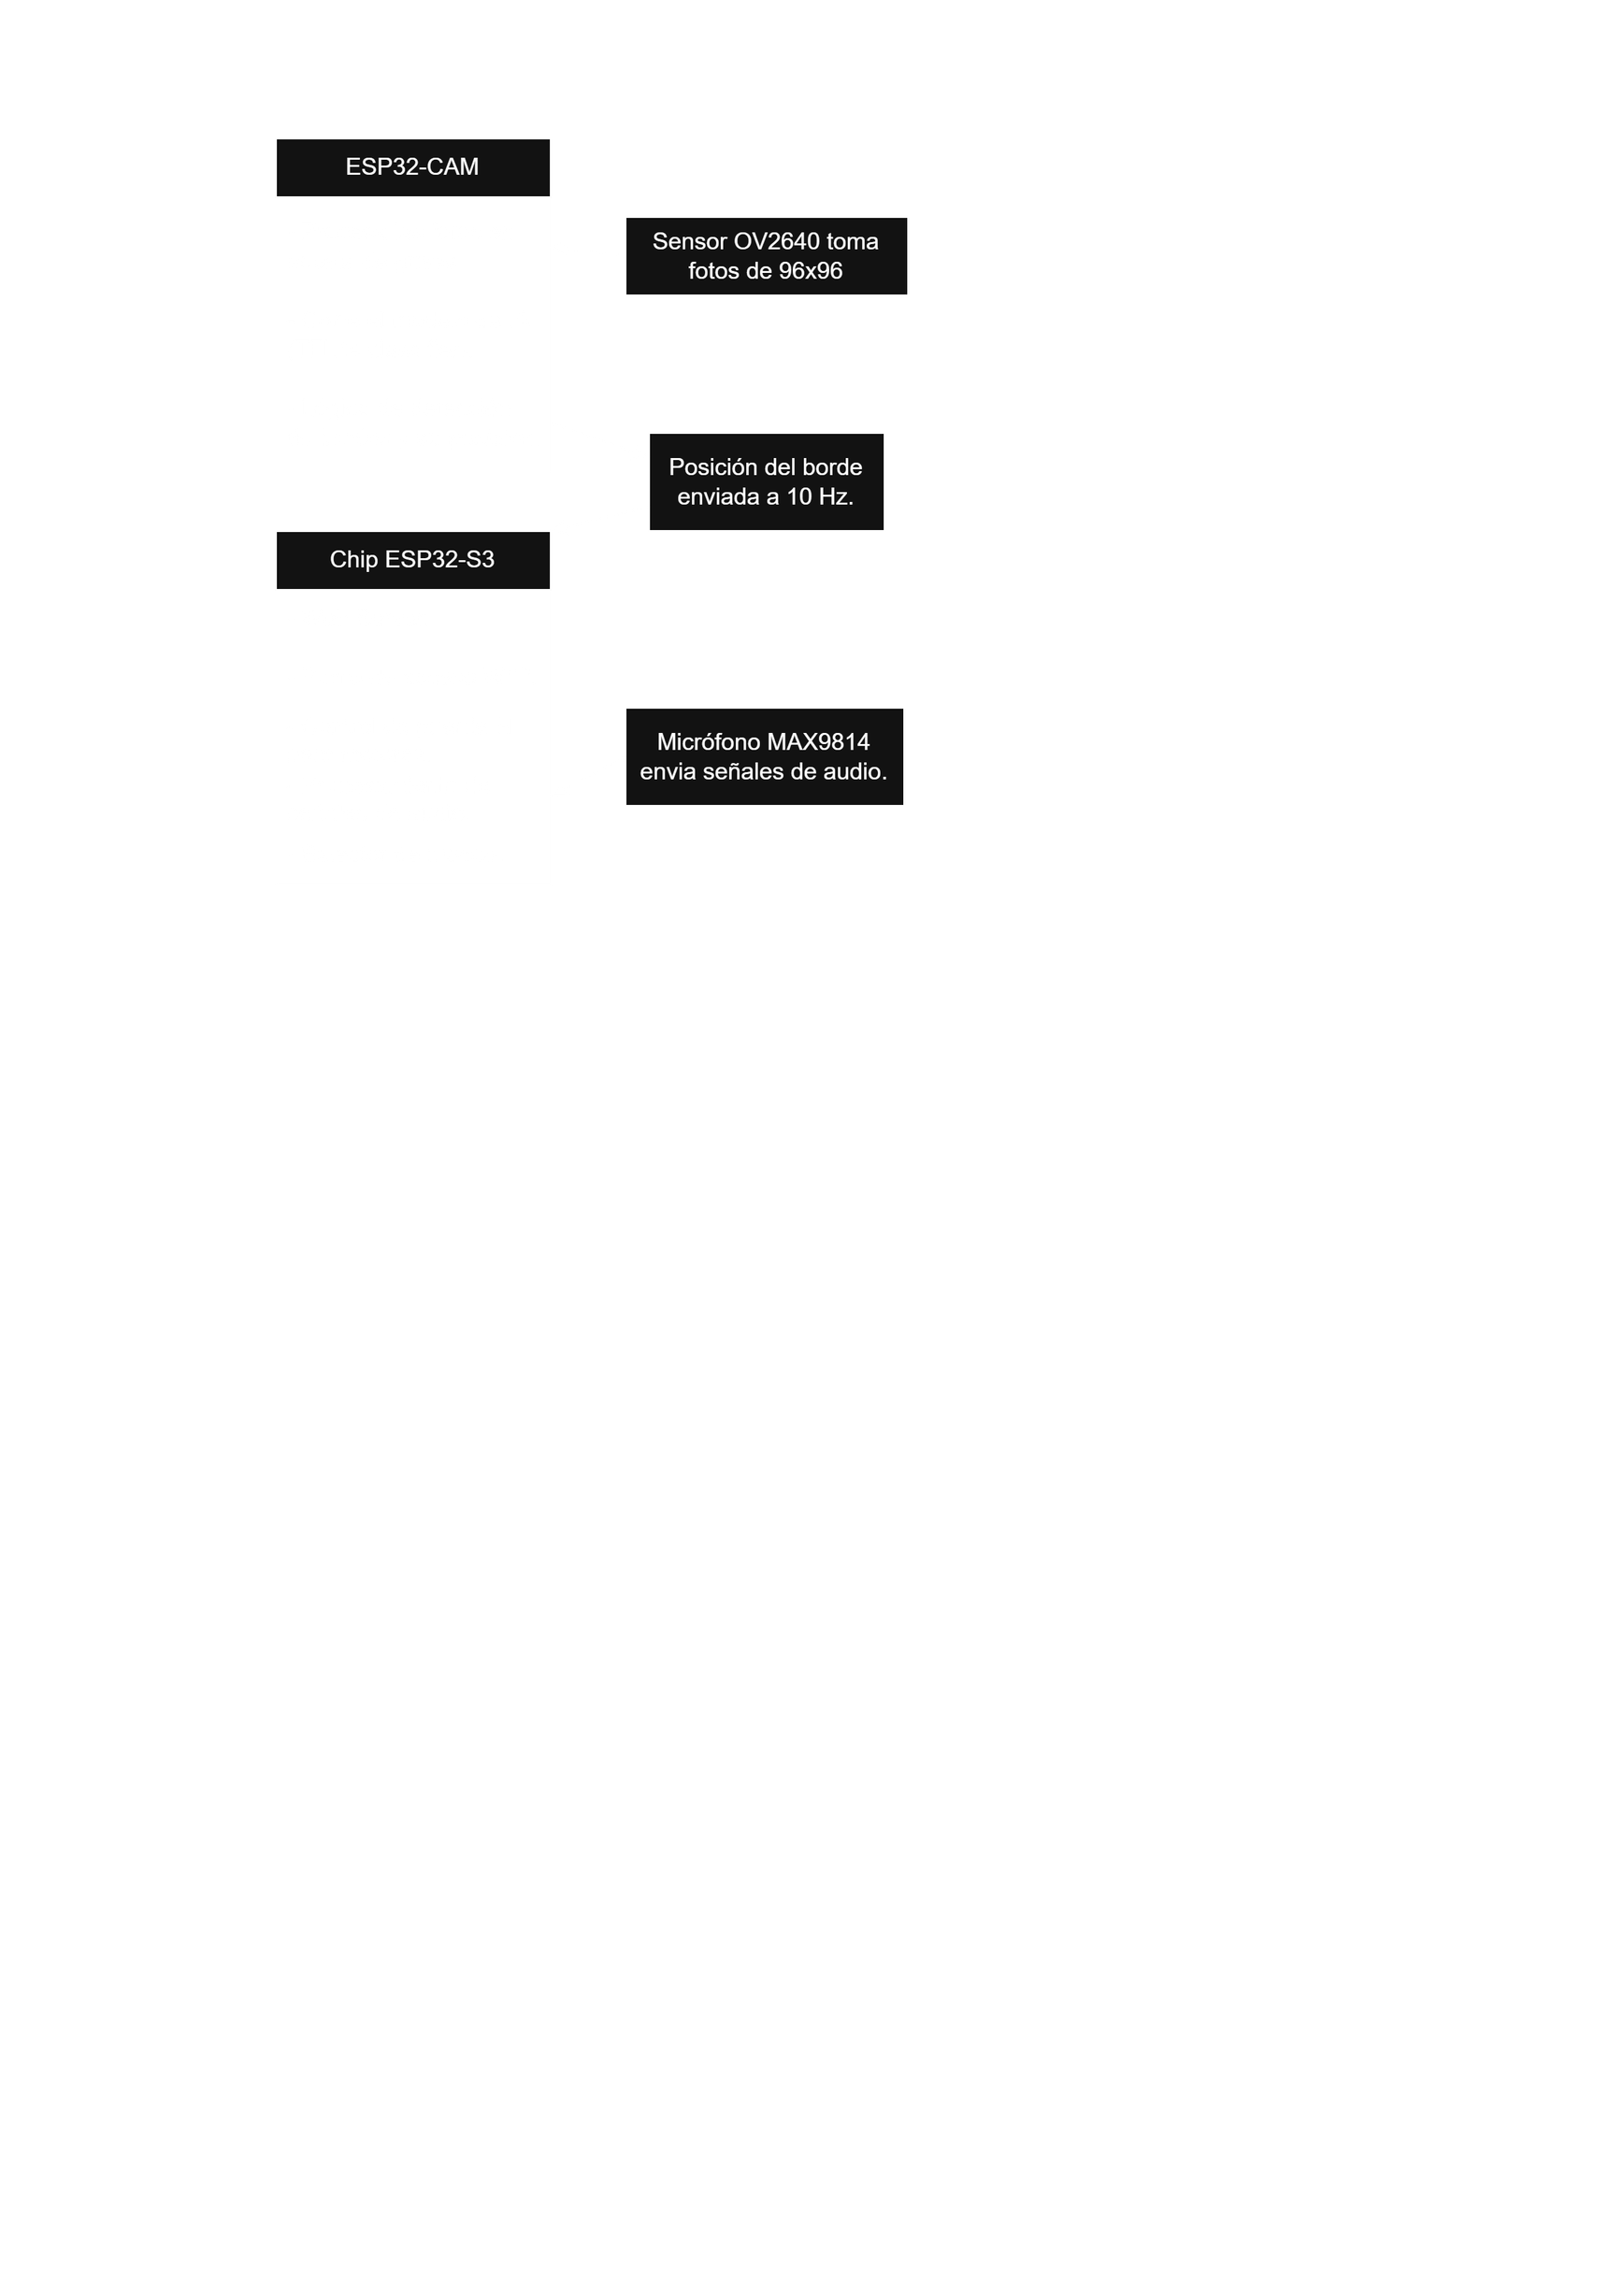 ESP32-CAM
Sensor OV2640 toma
fotos de 96x96
Posición del borde
enviada a 10 Hz.
Chip ESP32-S3
Micrófono MAX9814
envia señales de audio.